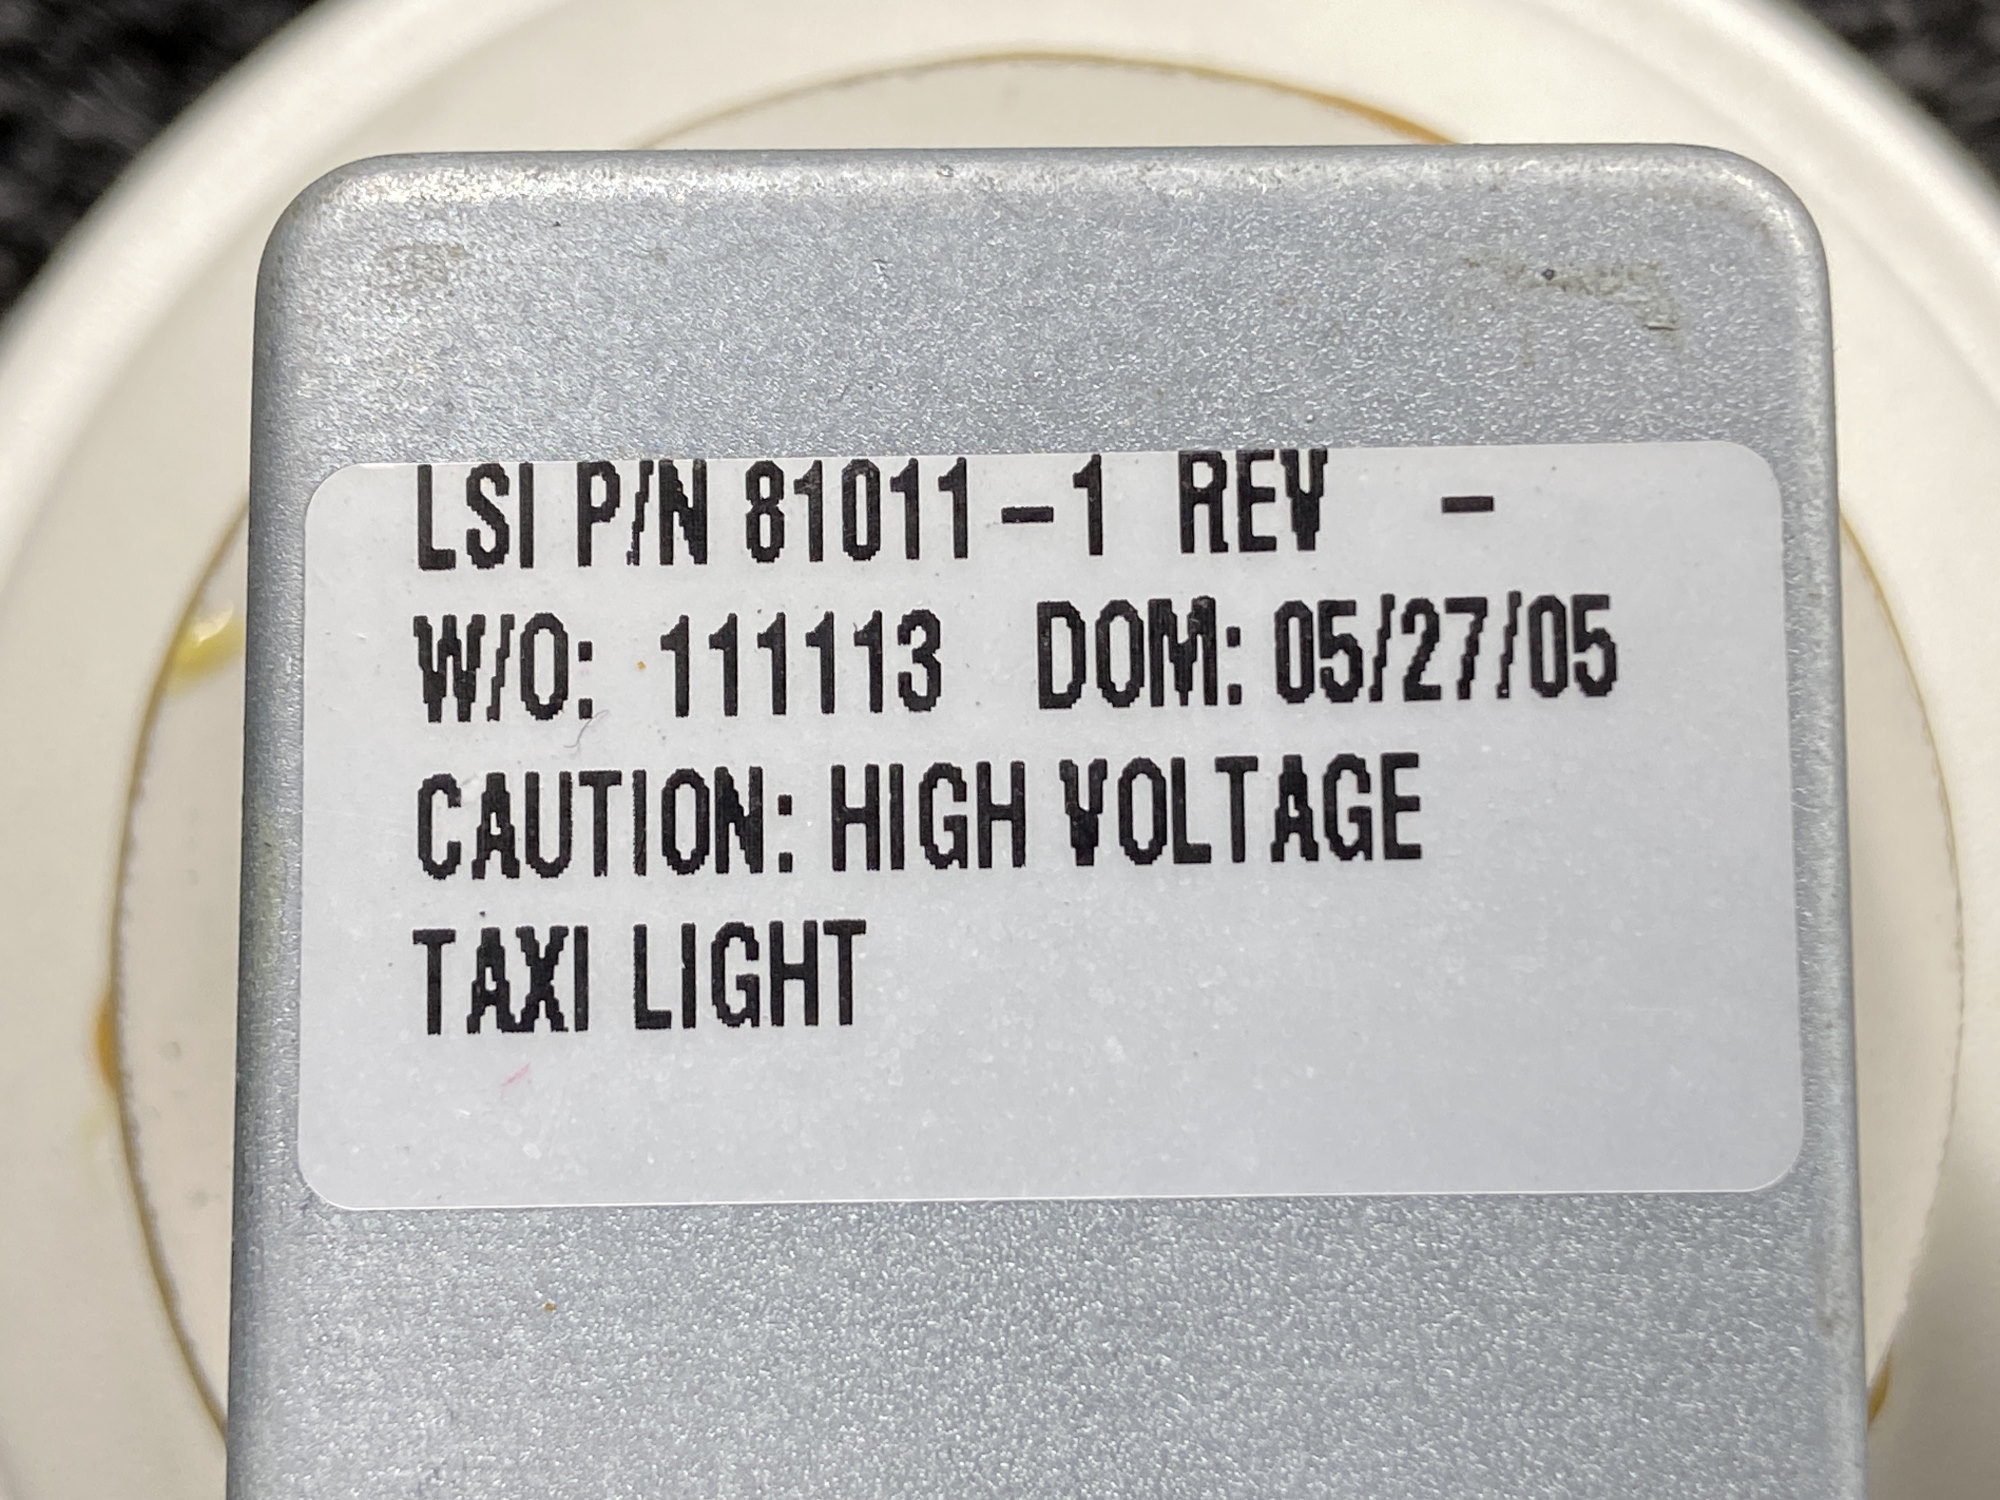 LSI P/N 81011-1 REV -
W/O: 111113 DOM: 05/27/05
CAUTION: HIGH VOLTAGE
TAXI LIGHT